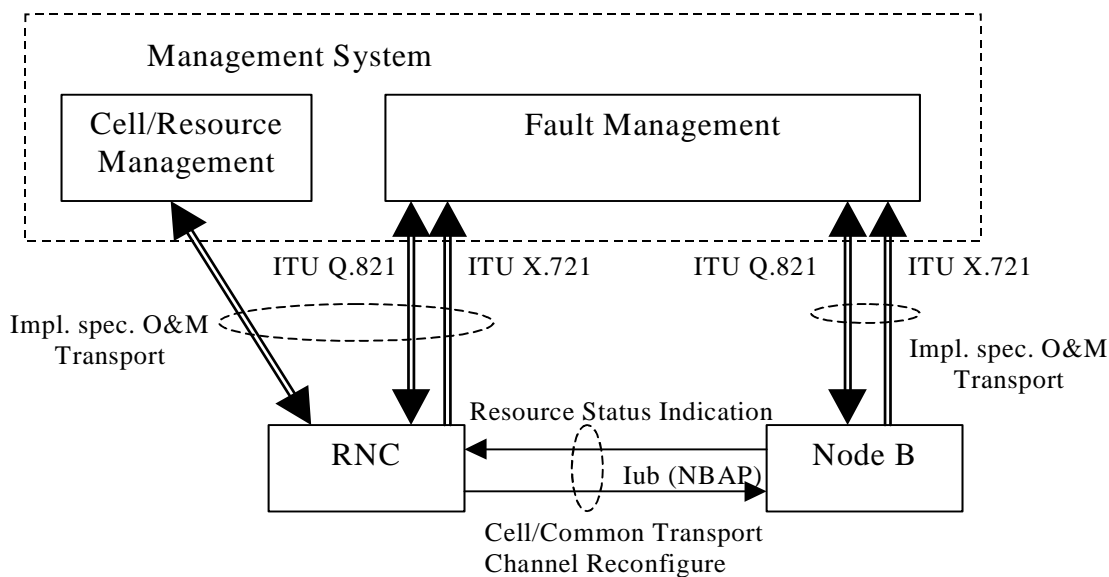 Management System
Cell/Resource
Management
Fault Management
ITU Q.821
ITU X.721
ITU Q.821
ITU X.721
Impl. spec. O&M
Transport
Impl. spec. O&M
Transport
Resource Status Indication
RNC
Node B
Iub (NBAP)
Cell/Common Transport
Channel Reconfigure